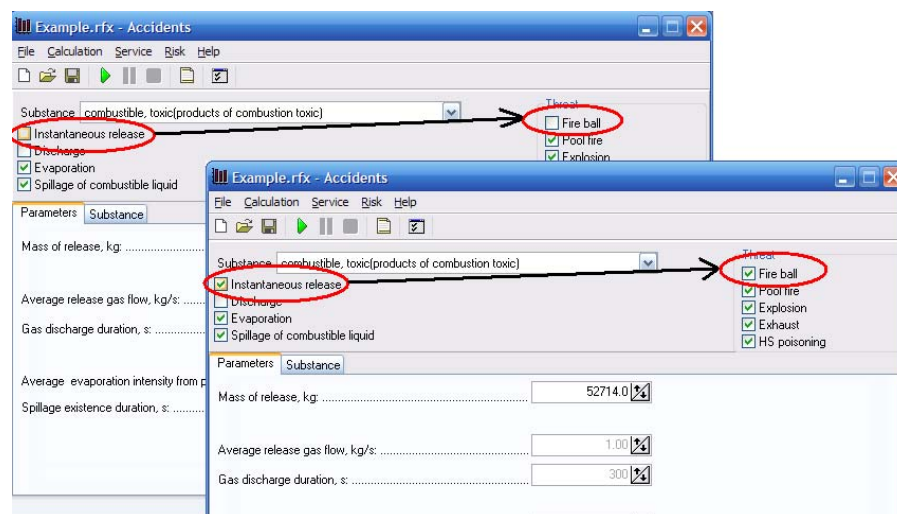 Example.rfx - Accidents
File Calculation Service Risk Help
Substance combustible, toxic(products of combustion toxic)
Threat
Instantaneous release
Fire ball
Discharge
Pool fire
Evaporation
Explosion
Spillage of combustible liquid
Parameters Substance
Mass of release, kg:
Average release gas flow, kg/s:
Gas discharge duration, s:
Average evaporation intensity from
Spillage existence duration, s:
Example.rfx - Accidents
File Calculation Service Risk Help
Substance combustible, toxic(products of combustion toxic)
Threat
Instantaneous release
Fire ball
Discharge
Pool fire
Evaporation
Explosion
Spillage of combustible liquid
Exhaust
HS poisoning
Parameters Substance
Mass of release, kg: 52714.0
Average release gas flow, kg/s: 1.00
Gas discharge duration, s: 300